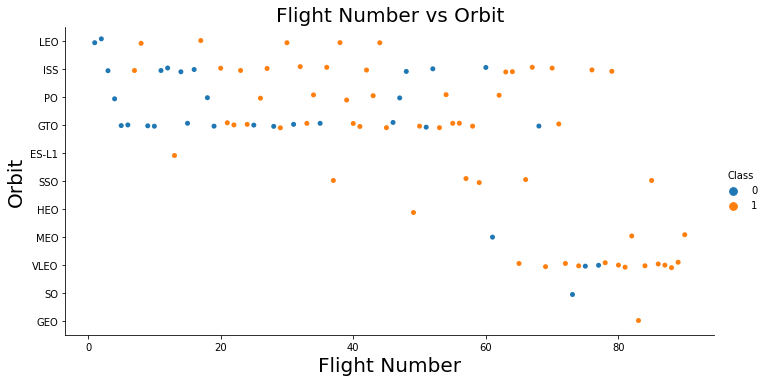 Flight Number vs Orbit
Orbit
LEO
ISS
PO
GTO
ES-L1
SSO
HEO
MEO
VLEO
SO
GEO
0 20 40 60 80
Flight Number
Class
0
1